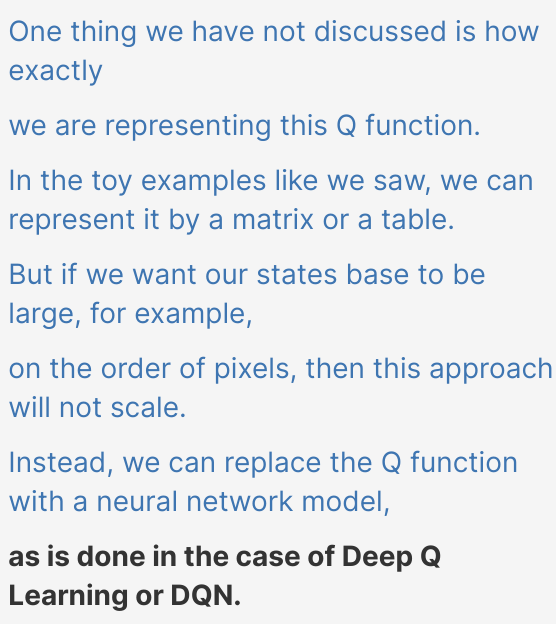 One thing we have not discussed is how
exactly
we are representing this Q function.
In the toy examples like we saw, we can
represent it by a matrix or a table.
But if we want our states base to be
large, for example,
on the order of pixels, then this approach
will not scale.
Instead, we can replace the Q function
with a neural network model,
as is done in the case of Deep Q
Learning or DQN.